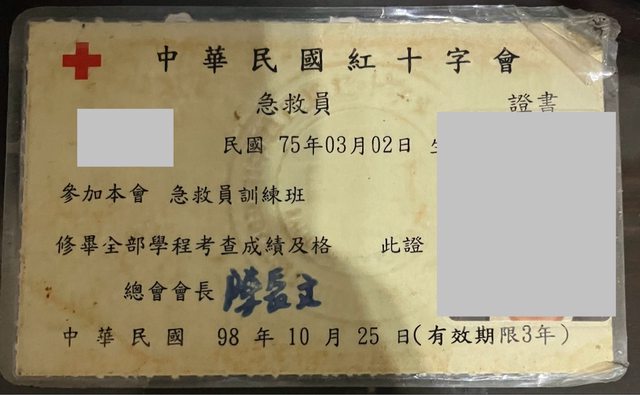 中華民國紅十字會
急救員 證書
民國 75年03月02日 生
參加本會 急救員訓練班
修畢全部學程考查成績及格 此證
總會會長 陳長文
中華民國 98 年 10 月 25 日(有效期限3年)